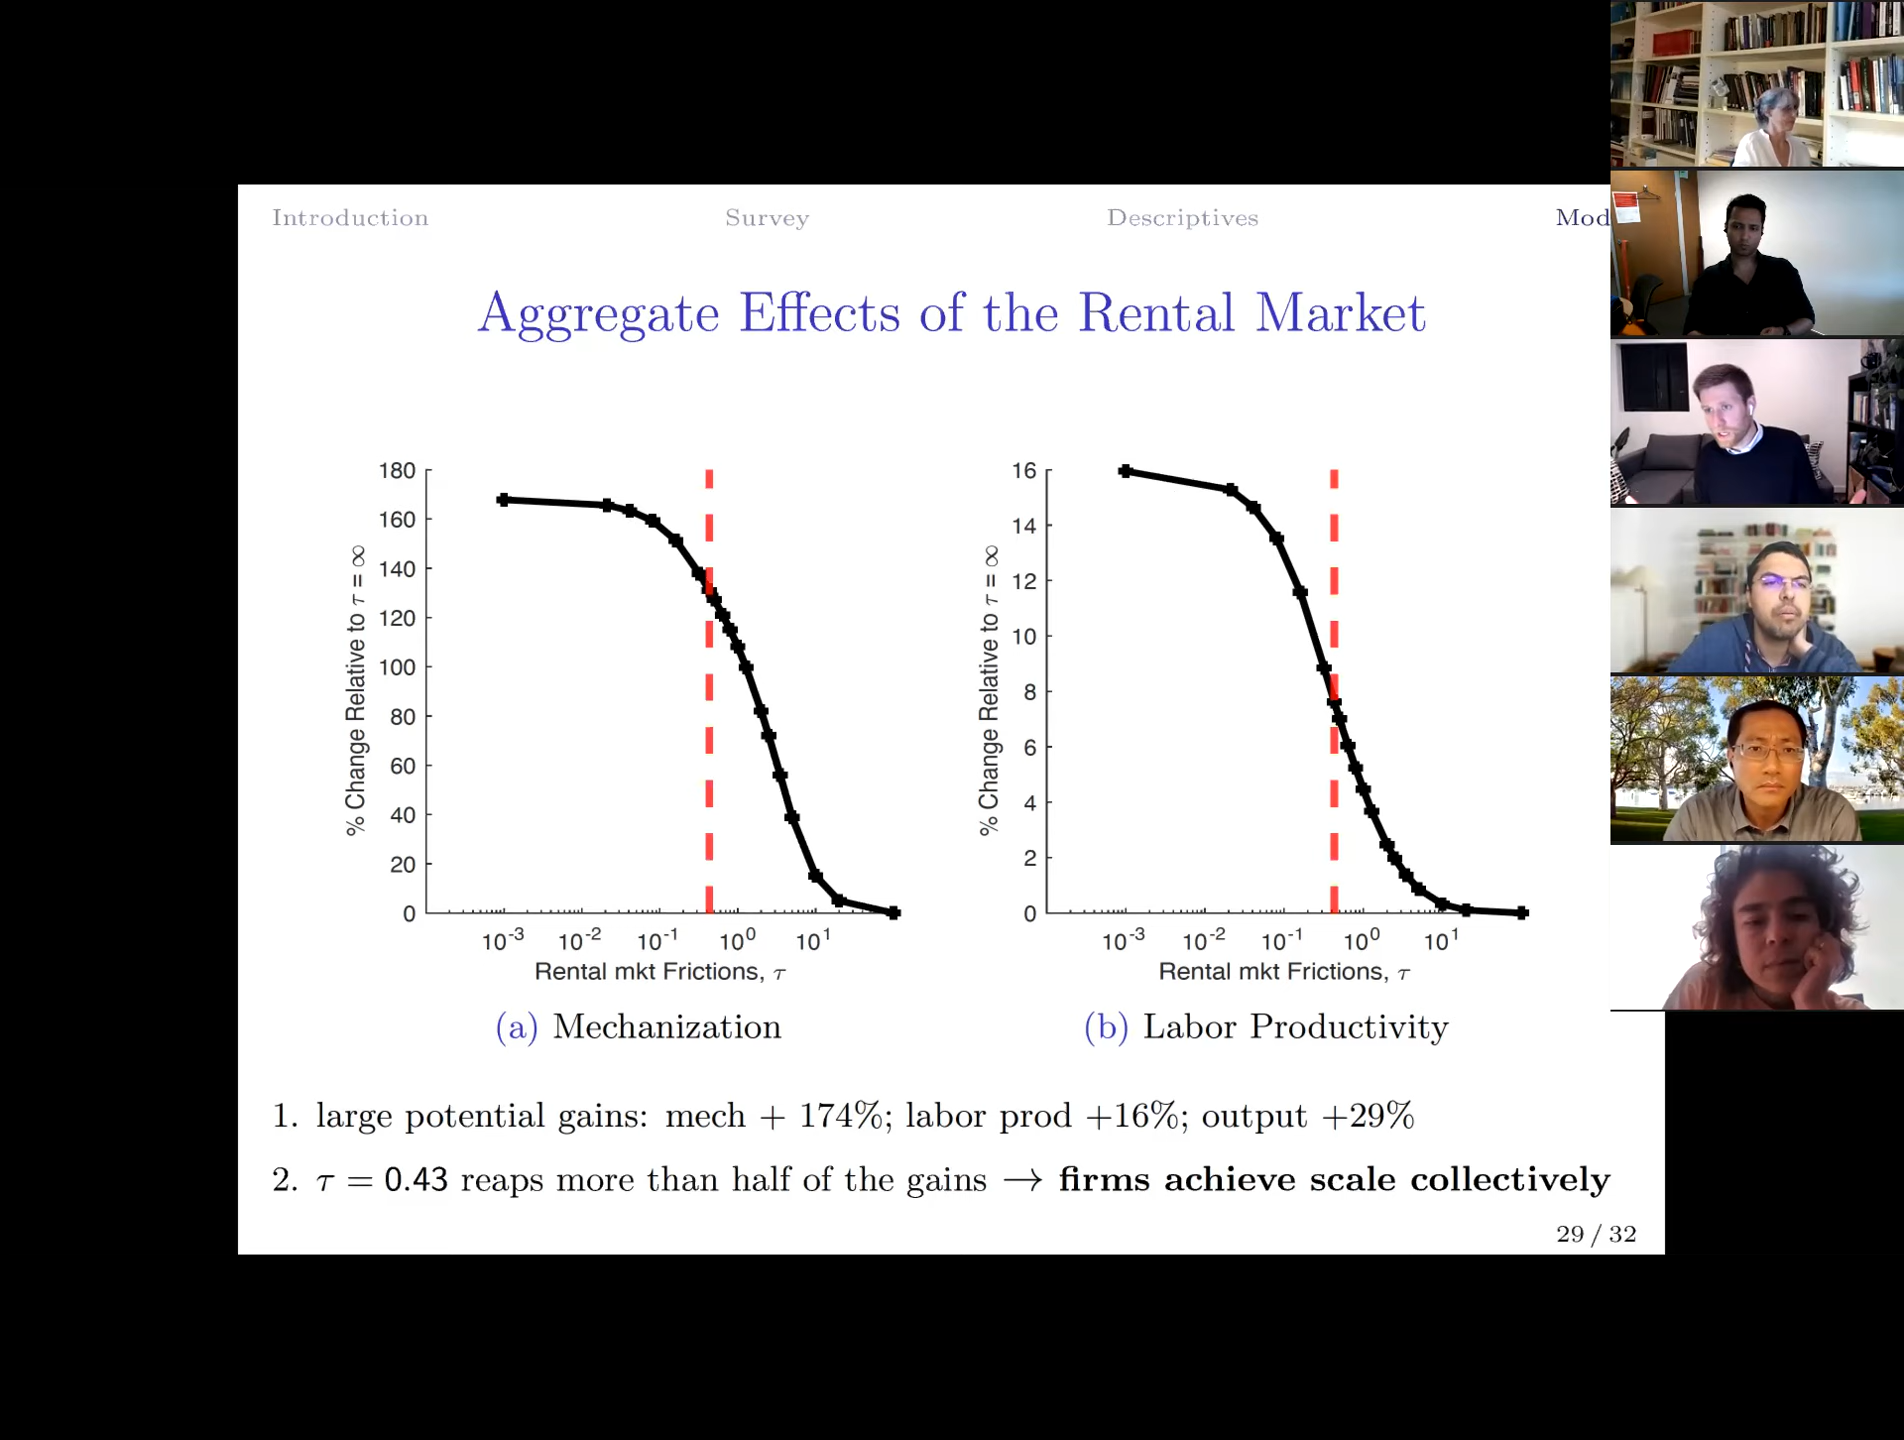 Introduction
Survey
Descriptives
Mod
Aggregate Effects of the Rental Market
% Change Relative to τ = ∞
180
160
140
120
100
80
60
40
20
0
10-3
10-2
10-1
100
101
Rental mkt Frictions, τ
(a) Mechanization
% Change Relative to τ = ∞
16
14
12
10
8
6
4
2
0
10-3
10-2
10-1
100
101
Rental mkt Frictions, τ
(b) Labor Productivity
1. large potential gains: mech + 174%; labor prod +16%; output +29%
2. τ = 0.43 reaps more than half of the gains → firms achieve scale collectively
29 / 32